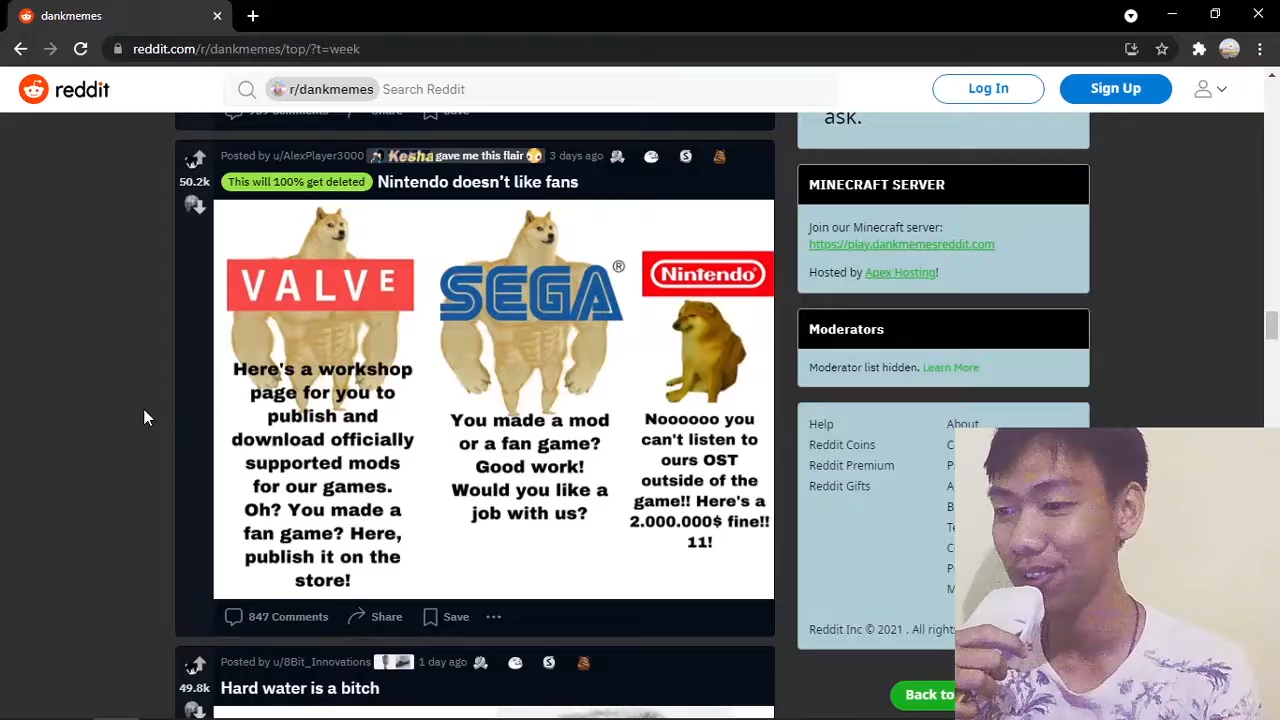 dankmemes
reddit.com/r/dankmemes/top/?t=week
reddit
r/dankmemes
Search Reddit
Log In
Sign Up
Share
Save
ask.
Posted by u/AlexPlayer3000 Kesha gave me this flair 3 days ago
50.2k
This will 100% get deleted Nintendo doesn’t like fans
VALVE
SEGA®
Nintendo®
Here's a workshop
page for you to
publish and
download officially
supported mods
for our games.
Oh? You made a
fan game? Here,
publish it on the
store!
You made a mod
or a fan game?
Good work!
Would you like a
job with us?
Noooooo you
can't listen to
ours OST
outside of the
game!! Here's a
2.000.000$ fine!!
11!
847 Comments
Share
Save
Posted by u/8Bit_Innovations 1 day ago
49.8k
Hard water is a bitch
MINECRAFT SERVER
Join our Minecraft server:
https://play.dankmemesreddit.com
Hosted by Apex Hosting!
Moderators
Moderator list hidden. Learn More
Help
Reddit Coins
Reddit Premium
Reddit Gifts
About
Reddit Inc © 2021 . All right
Back to